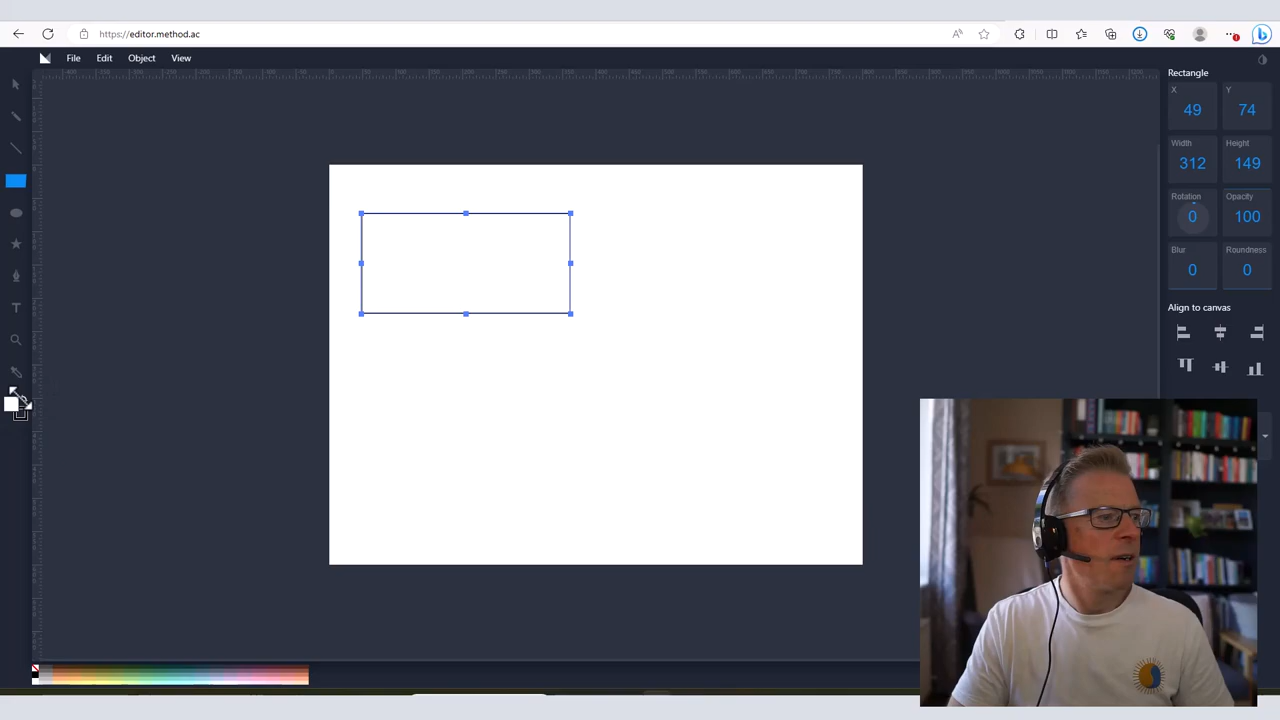 https://editor.method.ac
File Edit Object View
Rectangle
X Y
49 74
Width Height
312 149
Rotation Opacity
0 100
Blur Roundness
0 0
Align to canvas
T